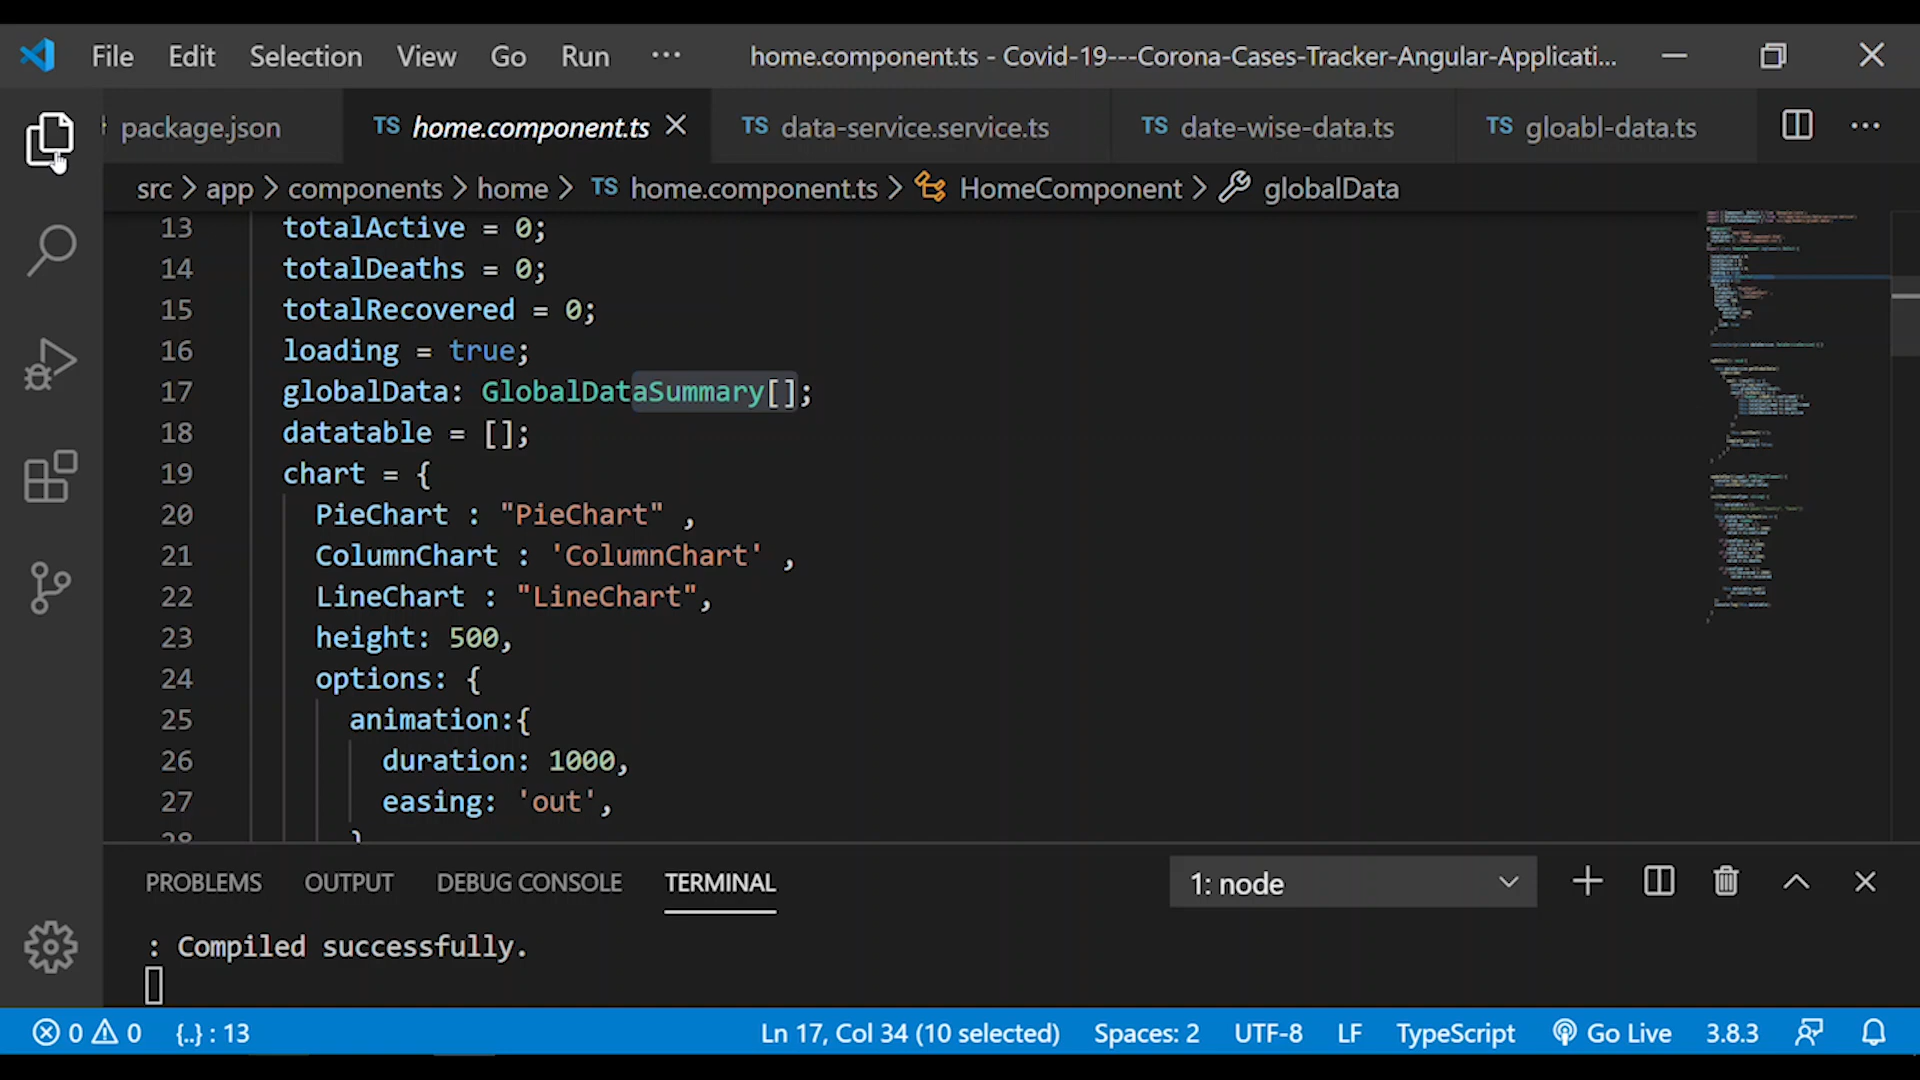 File Edit Selection View Go Run ··· home.component.ts - Covid-19---Corona-Cases-Tracker-Angular-Applicati...
package.json TS home.component.ts TS data-service.service.ts TS date-wise-data.ts TS gloabl-data.ts ···
src > app > components > home > TS home.component.ts > HomeComponent > globalData
13 totalActive = 0;
14 totalDeaths = 0;
15 totalRecovered = 0;
16 loading = true;
17 globalData: GlobalDataSummary[];
18 datatable = [];
19 chart = {
20 PieChart : "PieChart" ,
21 ColumnChart : 'ColumnChart' ,
22 LineChart : "LineChart",
23 height: 500,
24 options: {
25 animation:{
26 duration: 1000,
27 easing: 'out',
28 }
PROBLEMS OUTPUT DEBUG CONSOLE TERMINAL 1: node
: Compiled successfully.
0 0 {..} : 13 Ln 17, Col 34 (10 selected) Spaces: 2 UTF-8 LF TypeScript Go Live 3.8.3